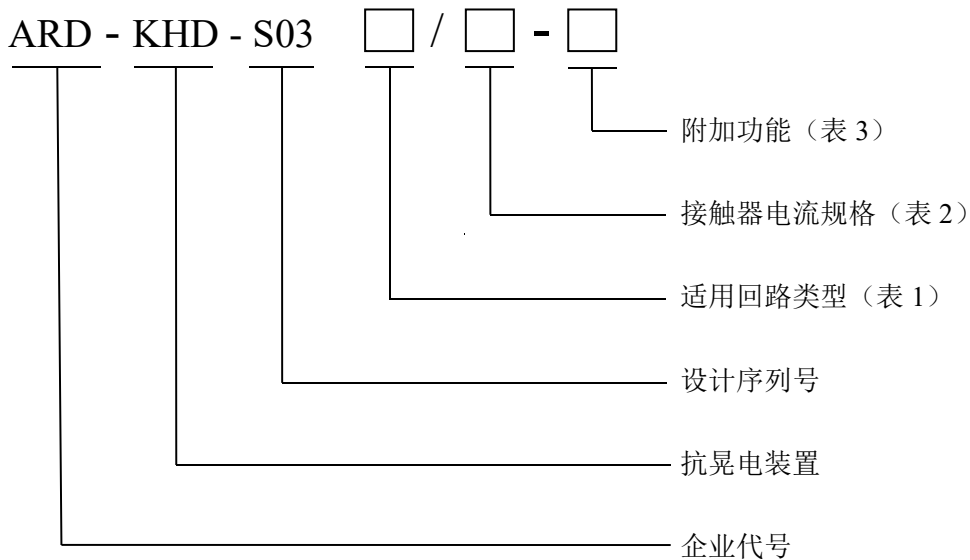 ARD - KHD - S03 □ / □ - □
附加功能（表 3）
接触器电流规格（表 2）
适用回路类型（表 1）
设计序列号
抗晃电装置
企业代号